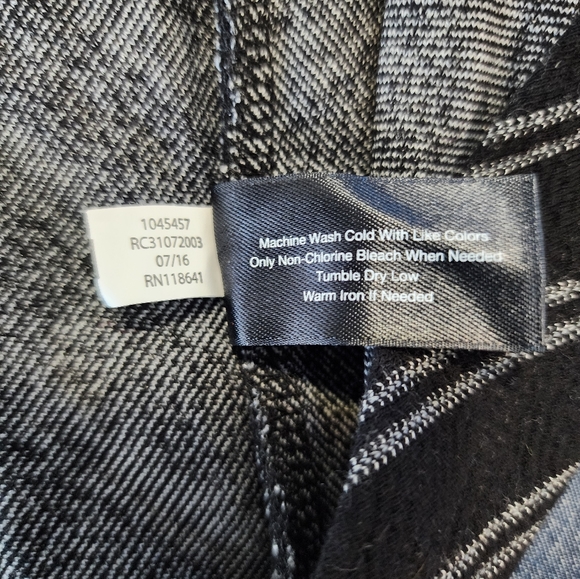 1045457
RC31072003
07/16
RN118641
Machine Wash Cold With Like Colors
Only Non-Chlorine Bleach When Needed
Tumble Dry Low
Warm Iron If Needed